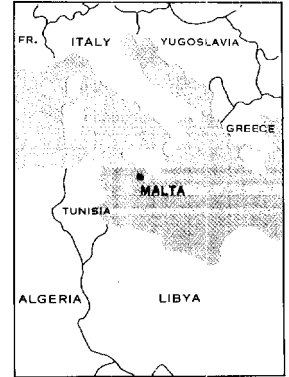 FR. ITALY YUGOSLAVIA
GREECE
MALTA
TUNISIA
ALGERIA LIBYA